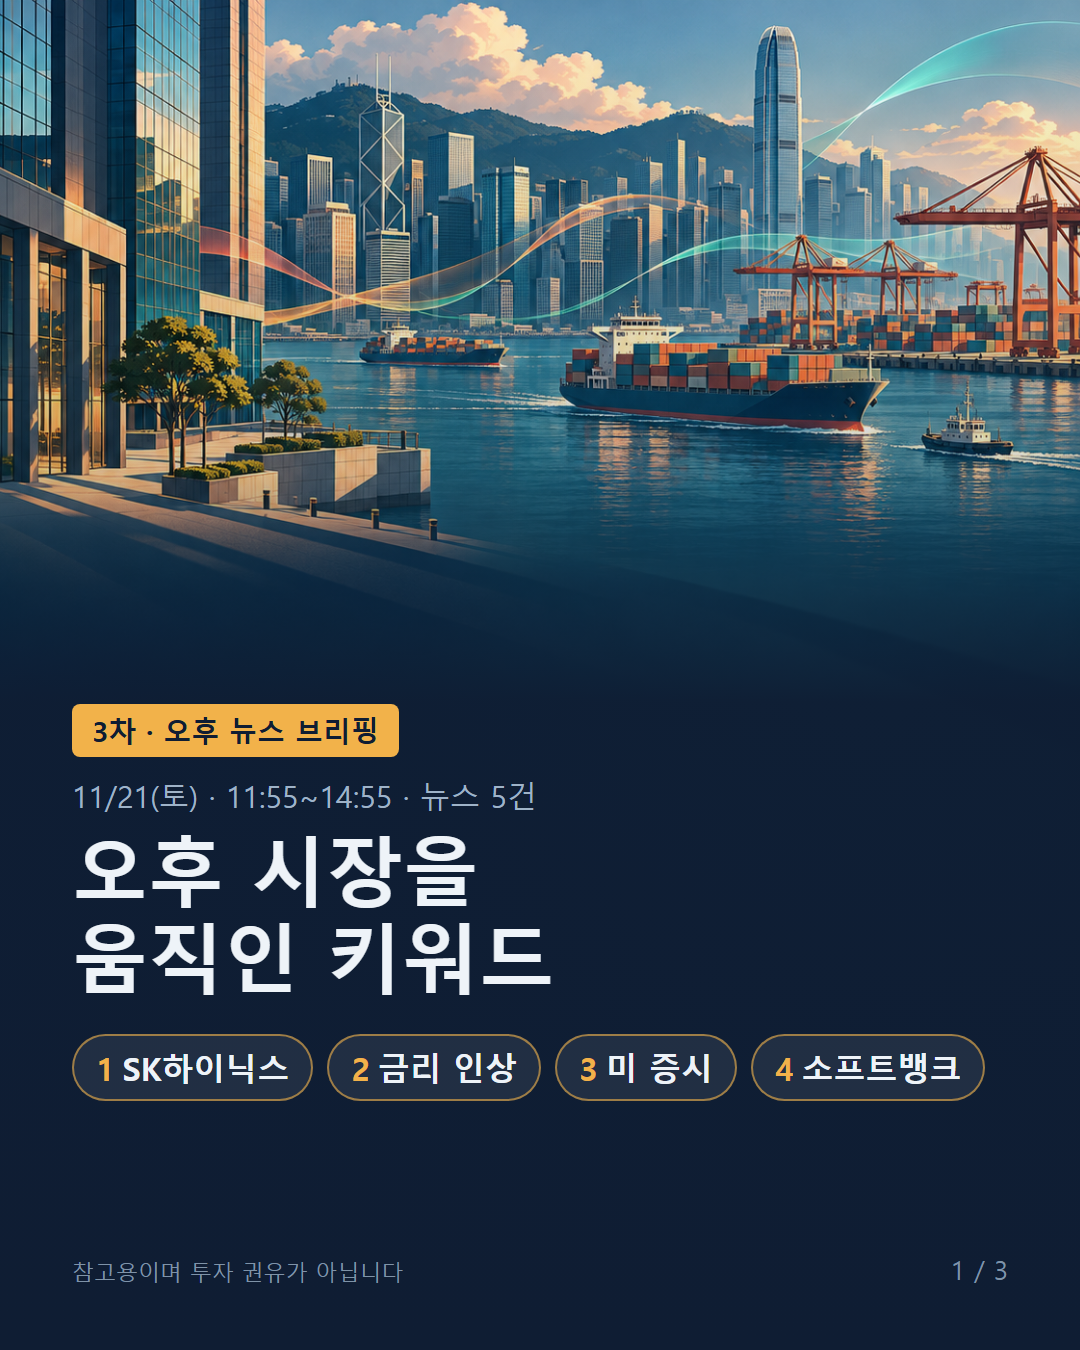 3차 · 오후 뉴스 브리핑
11/21(토) · 11:55~14:55 · 뉴스 5건
오후 시장을
움직인 키워드
1 SK하이닉스 2 금리 인상 3 미 증시 4 소프트뱅크
참고용이며 투자 권유가 아닙니다 1 / 3